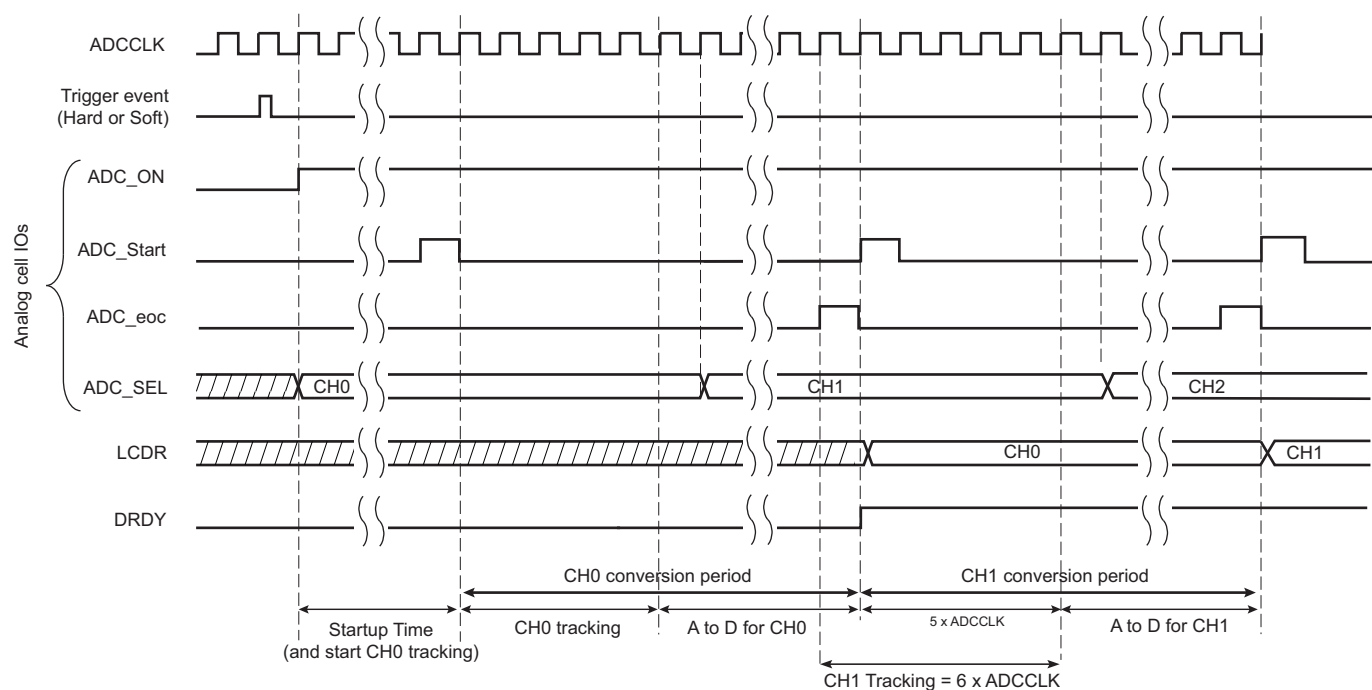 ADCCLK
Trigger event
(Hard or Soft)
Analog cell IOs
ADC_ON
ADC_Start
ADC_eoc
ADC_SEL
CH0
CH1
CH2
LCDR
CH0
CH1
DRDY
CH0 conversion period
CH1 conversion period
Startup Time
(and start CH0 tracking)
CH0 tracking
A to D for CH0
5 x ADCCLK
A to D for CH1
CH1 Tracking = 6 x ADCCLK